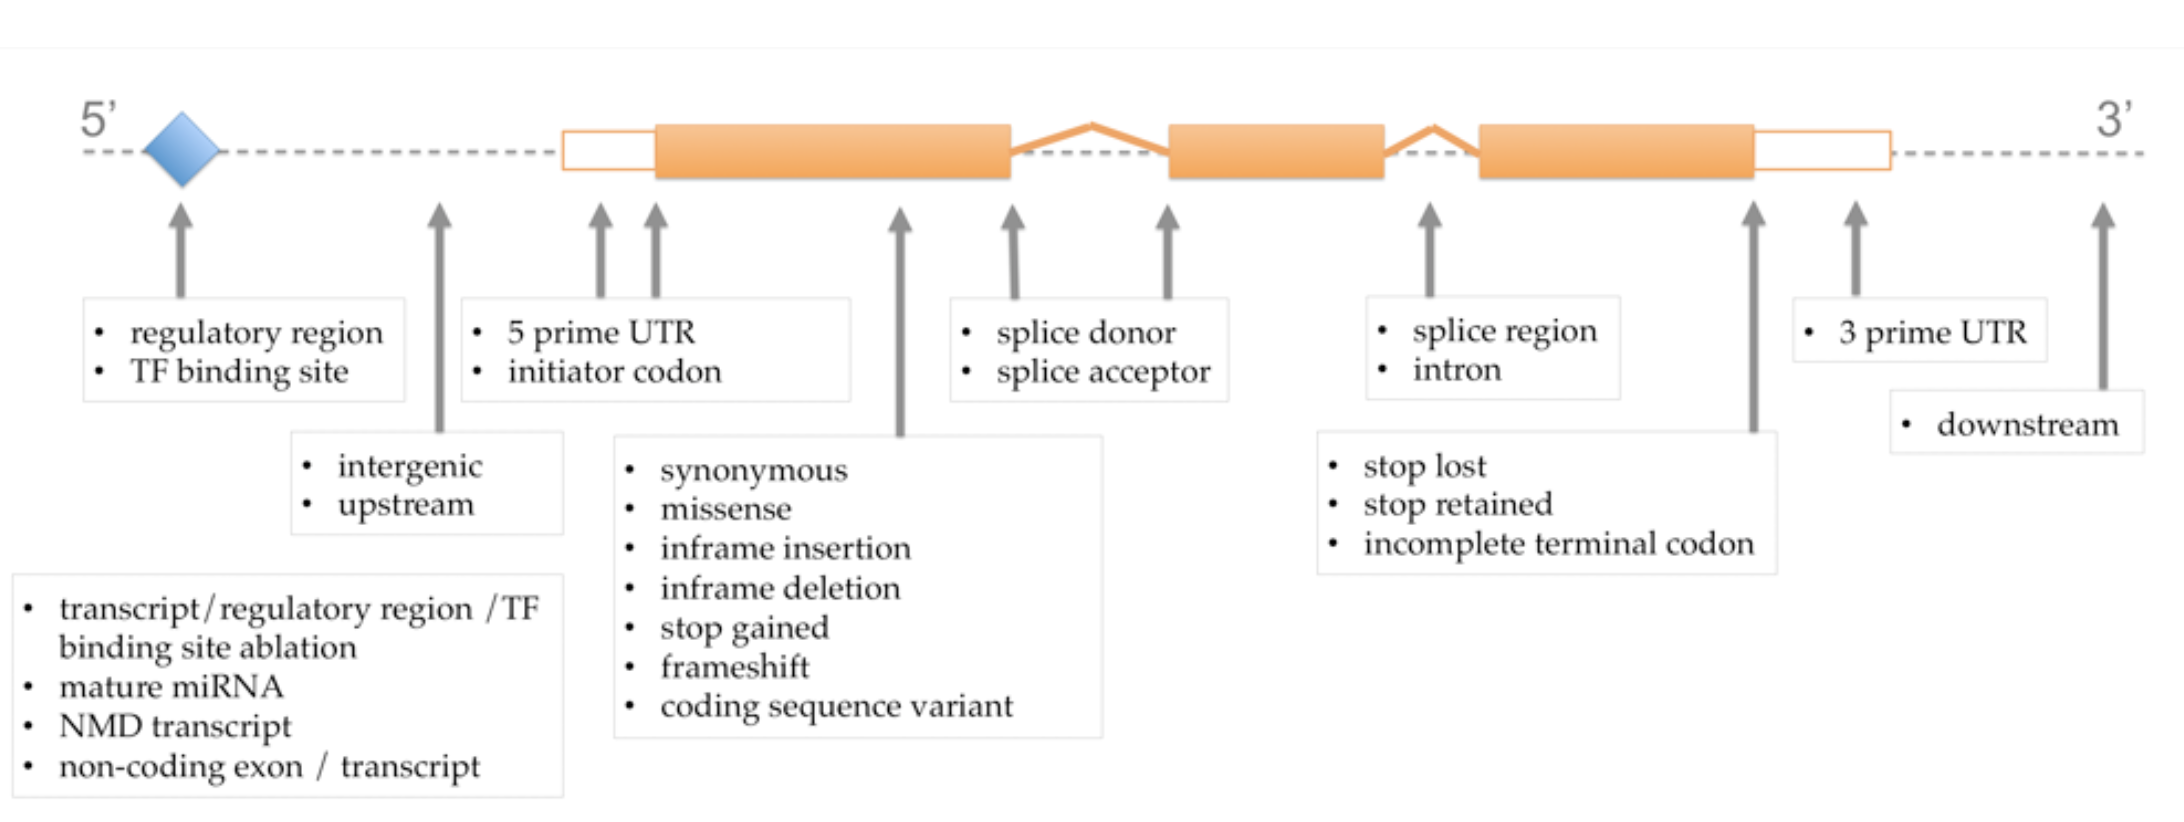 5’
3’
• regulatory region
• TF binding site
• 5 prime UTR
• initiator codon
• splice donor
• splice acceptor
• splice region
• intron
• 3 prime UTR
• downstream
• intergenic
• upstream
• synonymous
• missense
• inframe insertion
• inframe deletion
• stop gained
• frameshift
• coding sequence variant
• stop lost
• stop retained
• incomplete terminal codon
• transcript/regulatory region /TF
binding site ablation
• mature miRNA
• NMD transcript
• non-coding exon / transcript